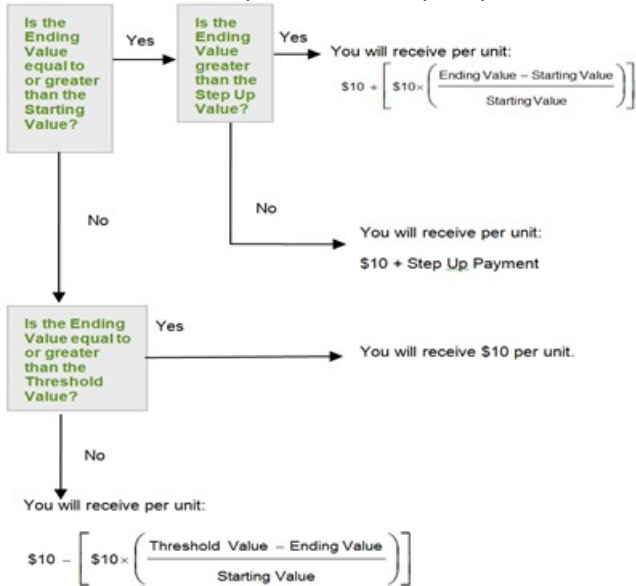 Is the
Ending
Value
equal to
or greater
than the
Starting
Value?
Yes
Is the
Ending
Value
greater
than the
Step Up
Value?
Yes
You will receive per unit:
$10 + [ $10× ( Ending Value – Starting Value
Starting Value ) ]
No
No
You will receive per unit:
$10 + Step Up Payment
Is the Ending
Value equal to
or greater
than the
Threshold
Value?
Yes
You will receive $10 per unit.
No
You will receive per unit:
$10 – [ $10× ( Threshold Value – Ending Value
Starting Value ) ]